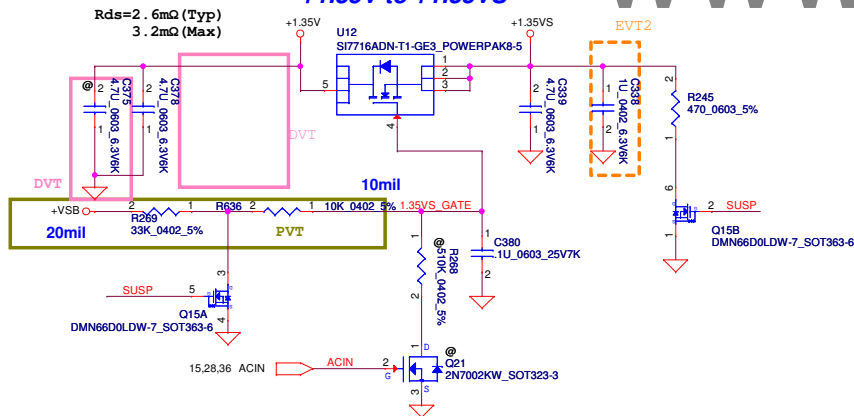 Rds=2.6mΩ(Typ)
3.2mΩ(Max)
+1.35V
U12
SI7716ADN-T1-GE3_POWERPAK8-5
+1.35VS
EVT2
5
1
2
3
4
@
2
C375
4.7U_0603_6.3V6K
1
2
C378
4.7U_0603_6.3V6K
1
DVT
DVT
2
C339
4.7U_0603_6.3V6K
1
1
C338
1U_0402_6.3V6K
2
2
R245
470_0603_5%
1
10mil
+VSB
2
1
R636
2
1
10K_0402_5%
1.35VS_GATE
R269
33K_0402_5%
20mil
PVT
6
2
SUSP
1
Q15B
DMN66D0LDW-7_SOT363-6
1
@
R268
510K_0402_5%
2
1
C380
.1U_0603_25V7K
2
3
SUSP
5
4
Q15A
DMN66D0LDW-7_SOT363-6
15,28,36
ACIN
ACIN
2
G
1
D
@
Q21
2N7002KW_SOT323-3
3
S